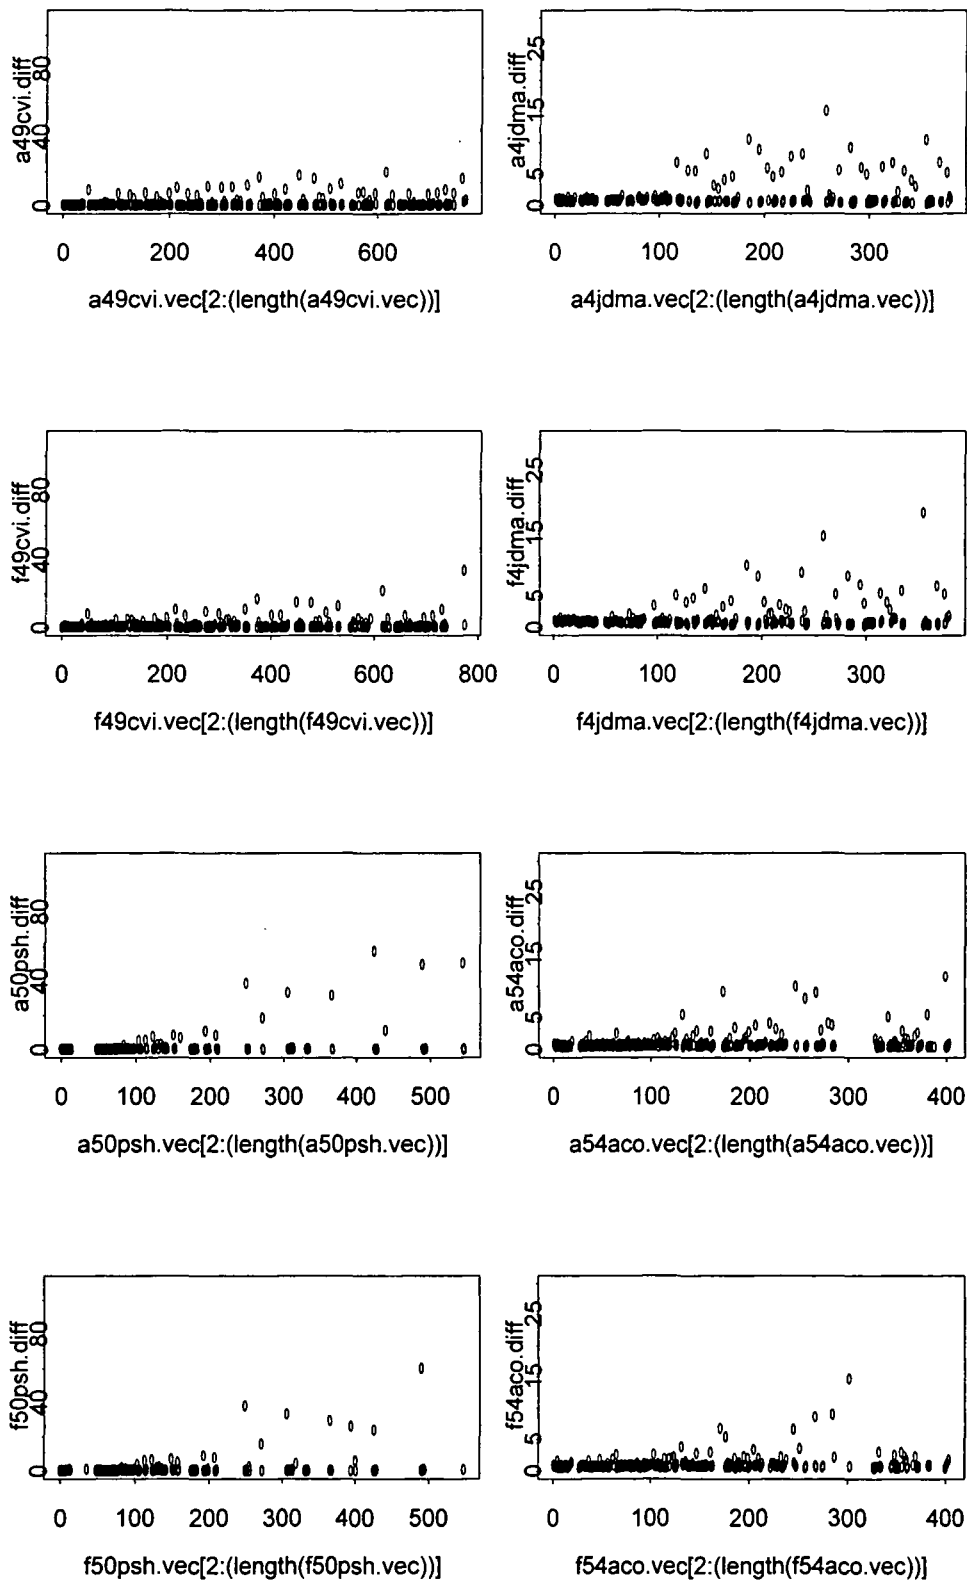 a49cvi.diff
0 40 80
0 200 400 600
a49cvi.vec[2:(length(a49cvi.vec))]
a4jdma.diff
0 5 15 25
0 100 200 300
a4jdma.vec[2:(length(a4jdma.vec))]
f49cvi.diff
0 40 80
0 200 400 600 800
f49cvi.vec[2:(length(f49cvi.vec))]
f4jdma.diff
0 5 15 25
0 100 200 300
f4jdma.vec[2:(length(f4jdma.vec))]
a50psh.diff
0 40 80
0 100 200 300 400 500
a50psh.vec[2:(length(a50psh.vec))]
a54aco.diff
0 5 15 25
0 100 200 300 400
a54aco.vec[2:(length(a54aco.vec))]
f50psh.diff
0 40 80
0 100 200 300 400 500
f50psh.vec[2:(length(f50psh.vec))]
f54aco.diff
0 5 15 25
0 100 200 300 400
f54aco.vec[2:(length(f54aco.vec))]